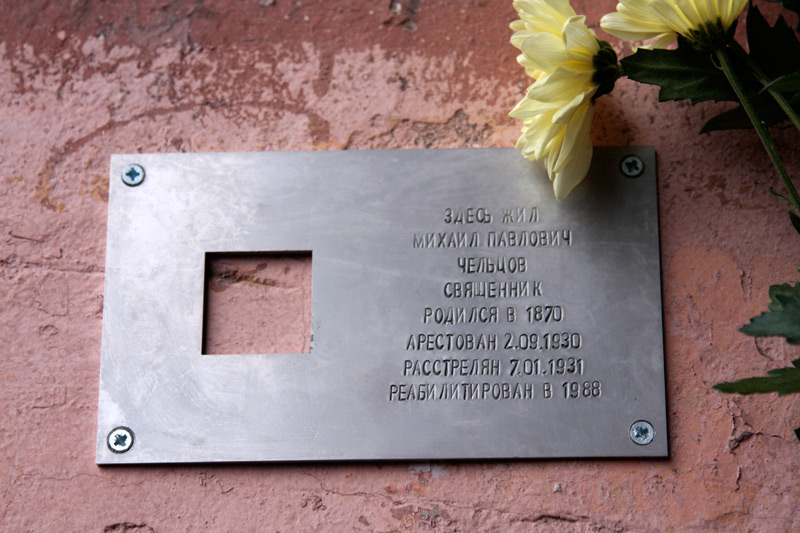 ЗДЕСЬ ЖИЛ
МИХАИЛ ПАВЛОВИЧ
ЧЕЛЬЦОВ
СВЯЩЕННИК
РОДИЛСЯ В 1870
АРЕСТОВАН 2.09.1930
РАССТРЕЛЯН 7.01.1931
РЕАБИЛИТИРОВАН В 1988